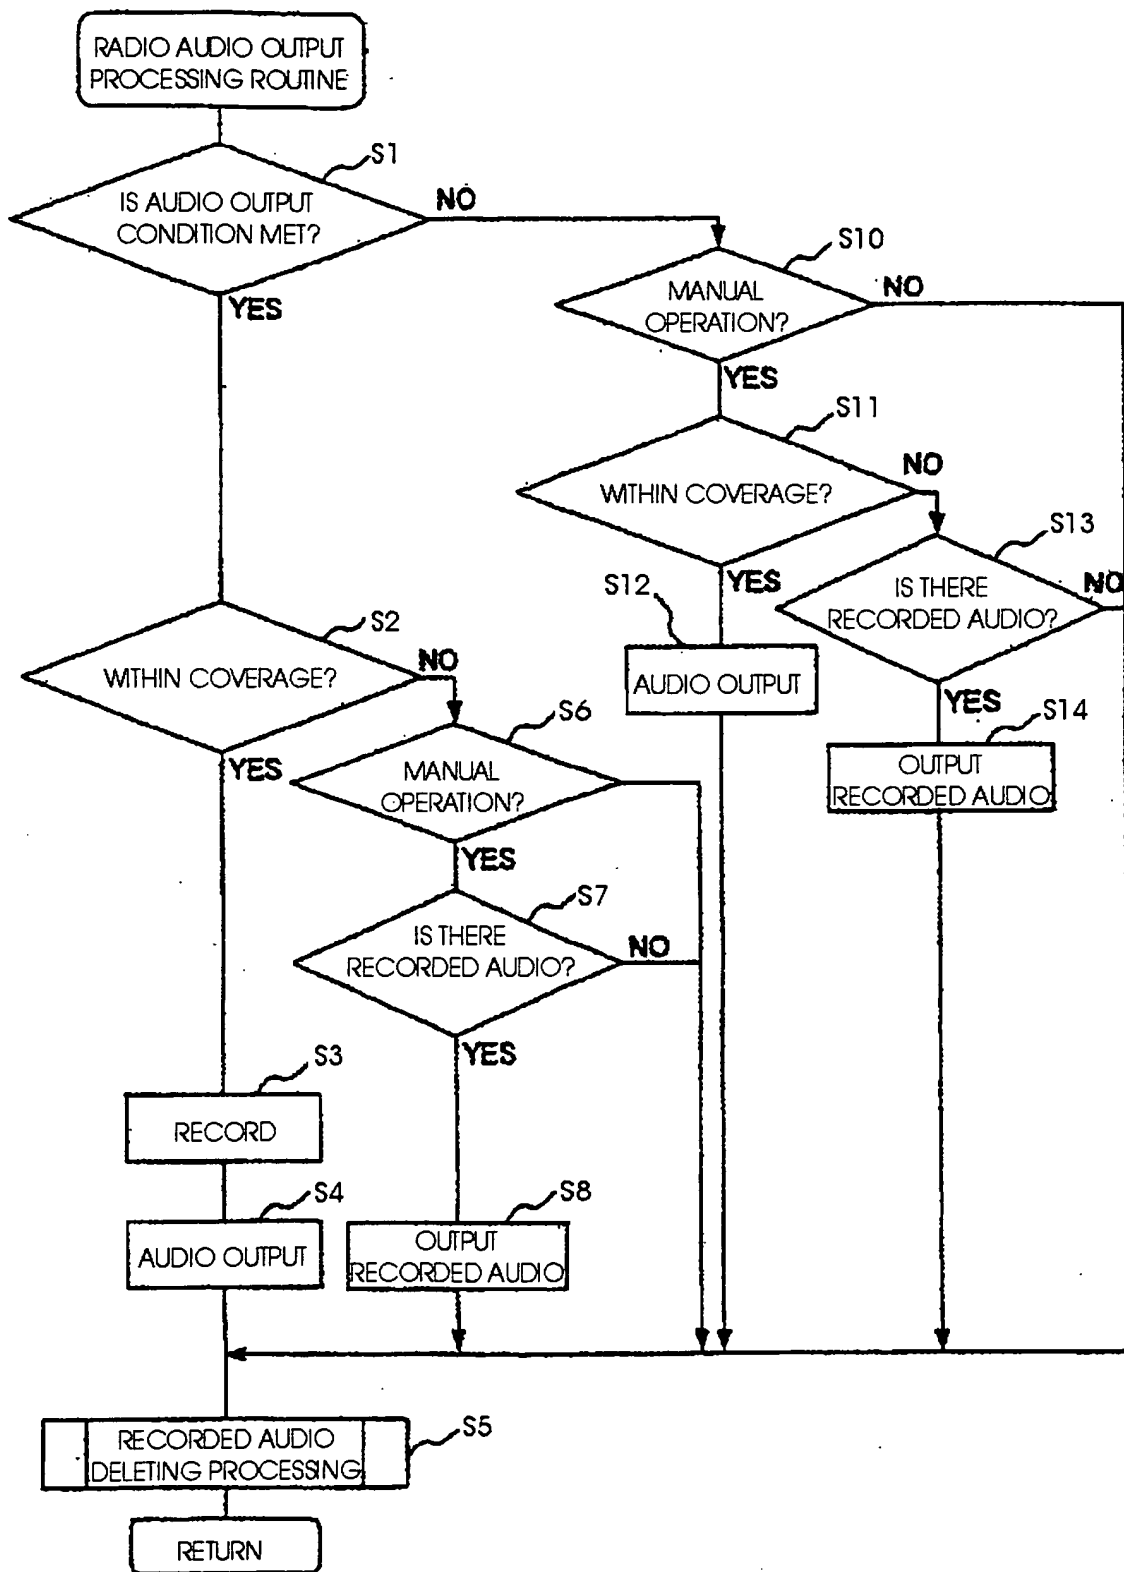 RADIO AUDIO OUTPUT
PROCESSING ROUTINE
S1
IS AUDIO OUTPUT
CONDITION MET?
NO
YES
S10
MANUAL
OPERATION?
NO
YES
S11
WITHIN COVERAGE?
NO
YES
S13
IS THERE
RECORDED AUDIO?
NO
YES
S12
AUDIO OUTPUT
S14
OUTPUT
RECORDED AUDIO
S2
WITHIN COVERAGE?
NO
YES
S6
MANUAL
OPERATION?
YES
S7
IS THERE
RECORDED AUDIO?
NO
YES
S3
RECORD
S4
AUDIO OUTPUT
S8
OUTPUT
RECORDED AUDIO
S5
RECORDED AUDIO
DELETING PROCESSING
RETURN